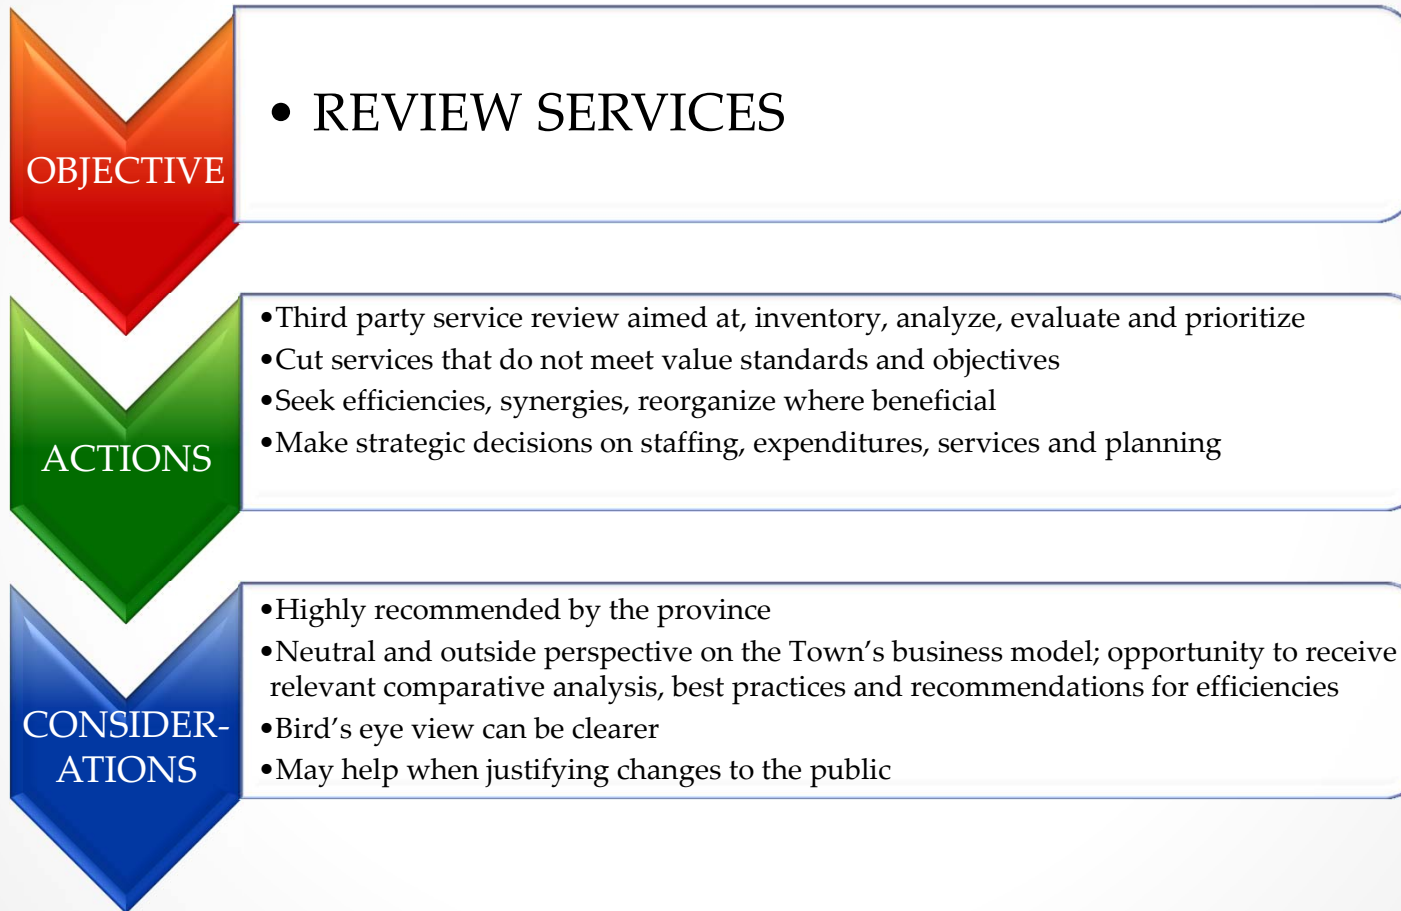 OBJECTIVE
• REVIEW SERVICES
ACTIONS
•Third party service review aimed at, inventory, analyze, evaluate and prioritize
•Cut services that do not meet value standards and objectives
•Seek efficiencies, synergies, reorganize where beneficial
•Make strategic decisions on staffing, expenditures, services and planning
CONSIDER-
ATIONS
•Highly recommended by the province
•Neutral and outside perspective on the Town’s business model; opportunity to receive
relevant comparative analysis, best practices and recommendations for efficiencies
•Bird’s eye view can be clearer
•May help when justifying changes to the public